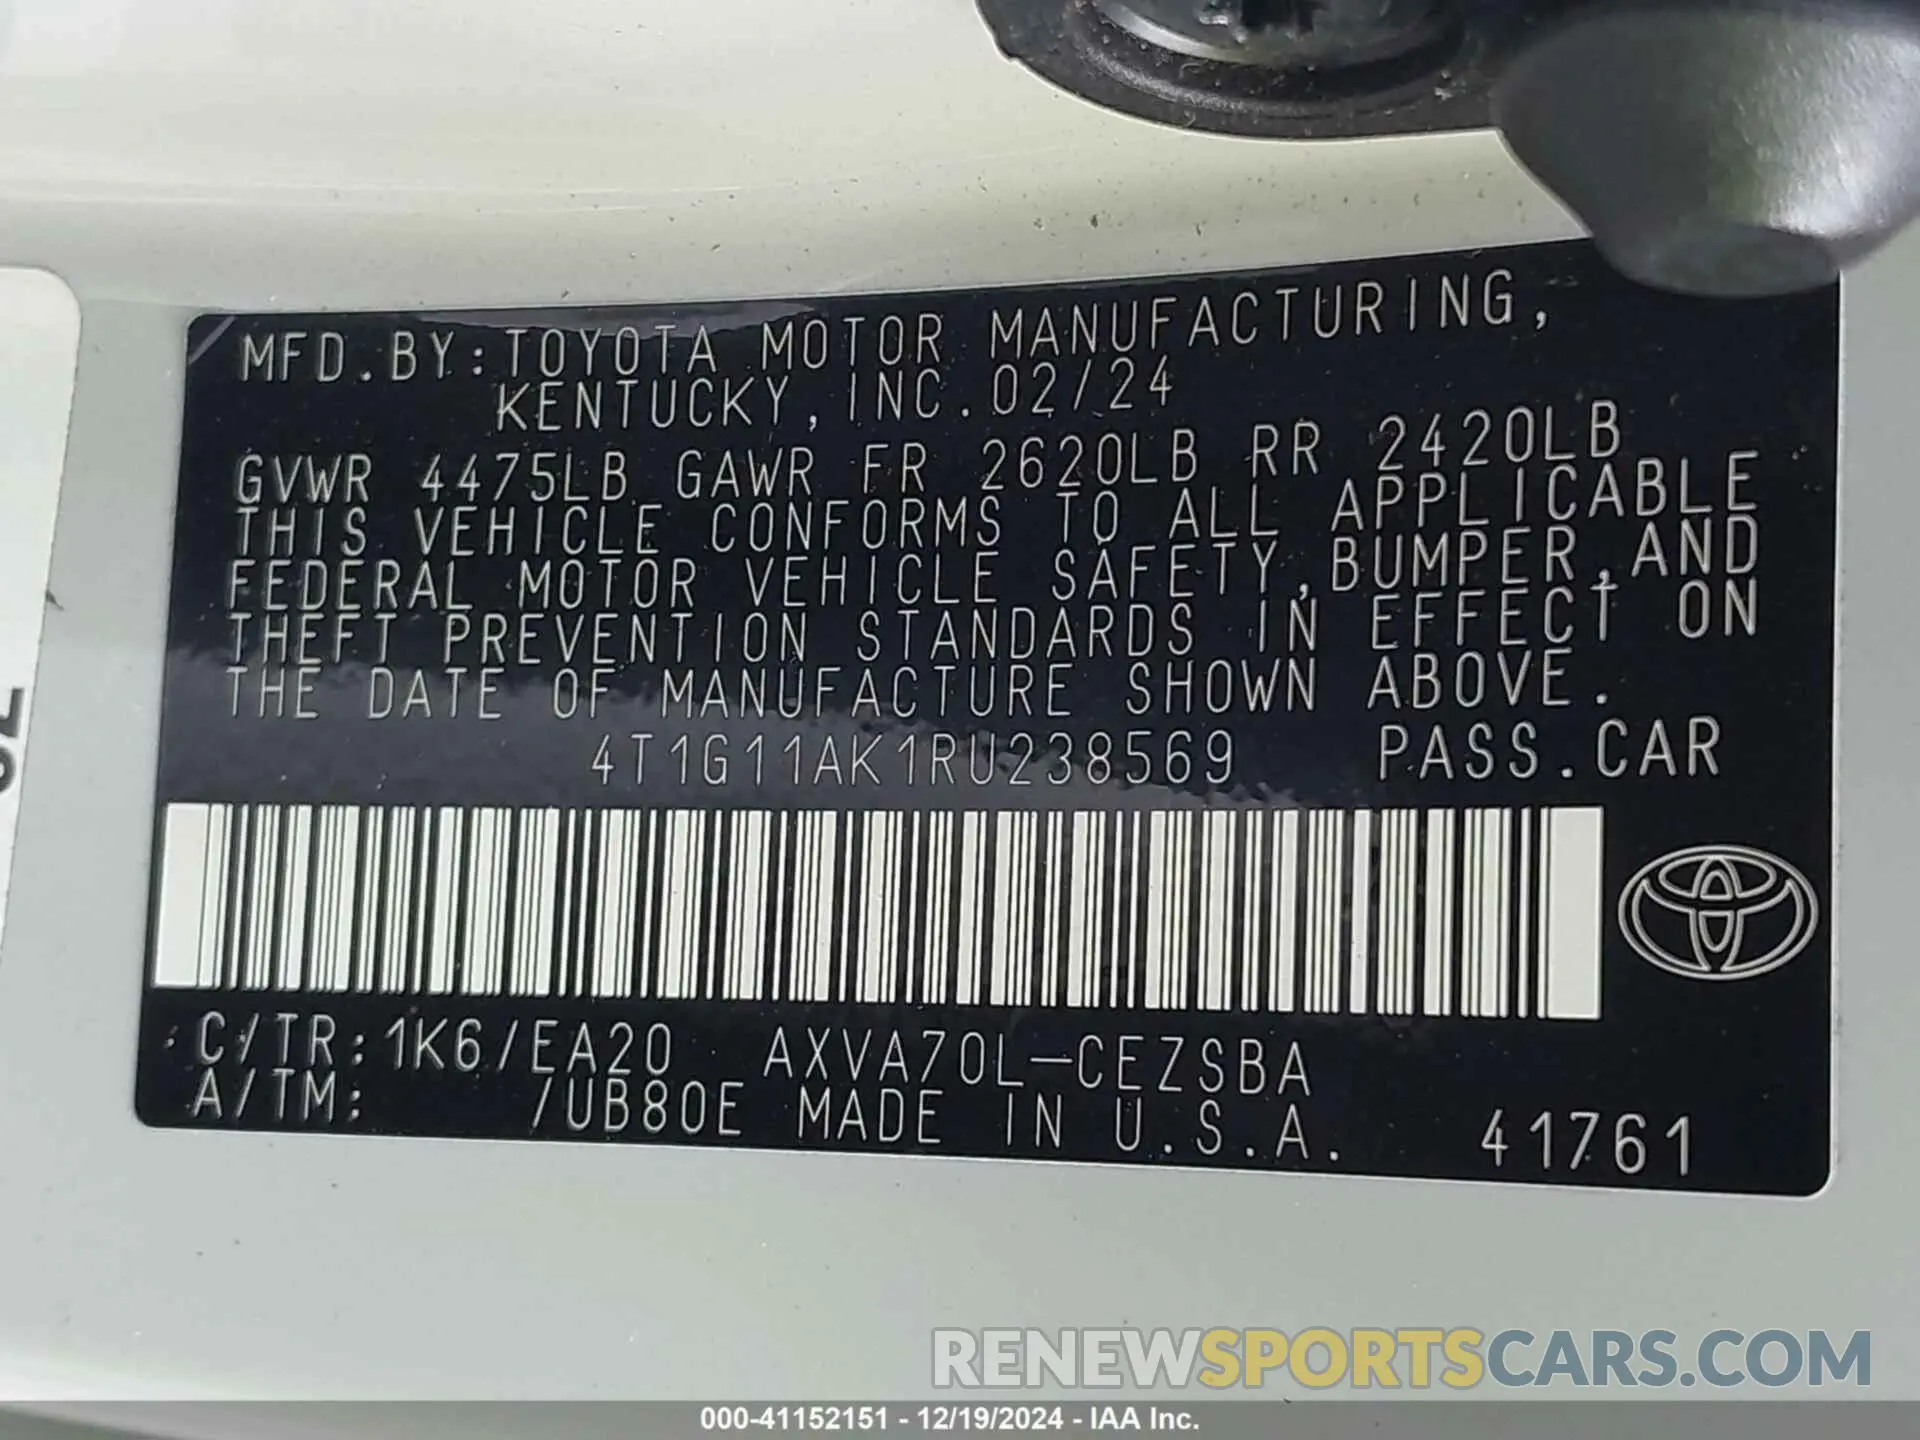 MFD.BY:TOYOTA MOTOR MANUFACTURING,
KENTUCKY, INC.02/24
GVWR 4475LB GAWR FR 2620LB RR 2420LB
THIS VEHICLE CONFORMS TO ALL APPLICABLE
FEDERAL MOTOR VEHICLE SAFETY,BUMPER,AND
THEFT PREVENTION STANDARDS IN EFFECT ON
THE DATE OF MANUFACTURE SHOWN ABOVE.
4T1G11AK1RU238569 PASS.CAR
C/TR:1K6/EA20 AXVA70L-CEZSBA
A/TM: /UB80E MADE IN U.S.A. 41761
RENEWSPORTSCARS.COM
000-41152151 - 12/19/2024 - IAA Inc.